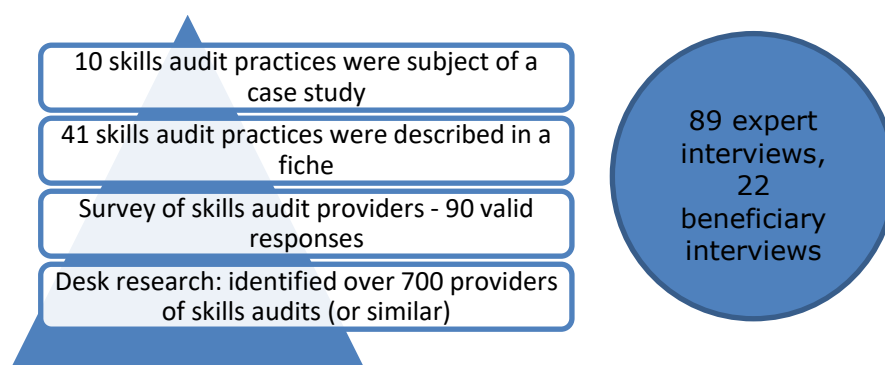 10 skills audit practices were subject of a
case study
41 skills audit practices were described in a
fiche
Survey of skills audit providers - 90 valid
responses
Desk research: identified over 700 providers
of skills audits (or similar)
89 expert
interviews,
22
beneficiary
interviews